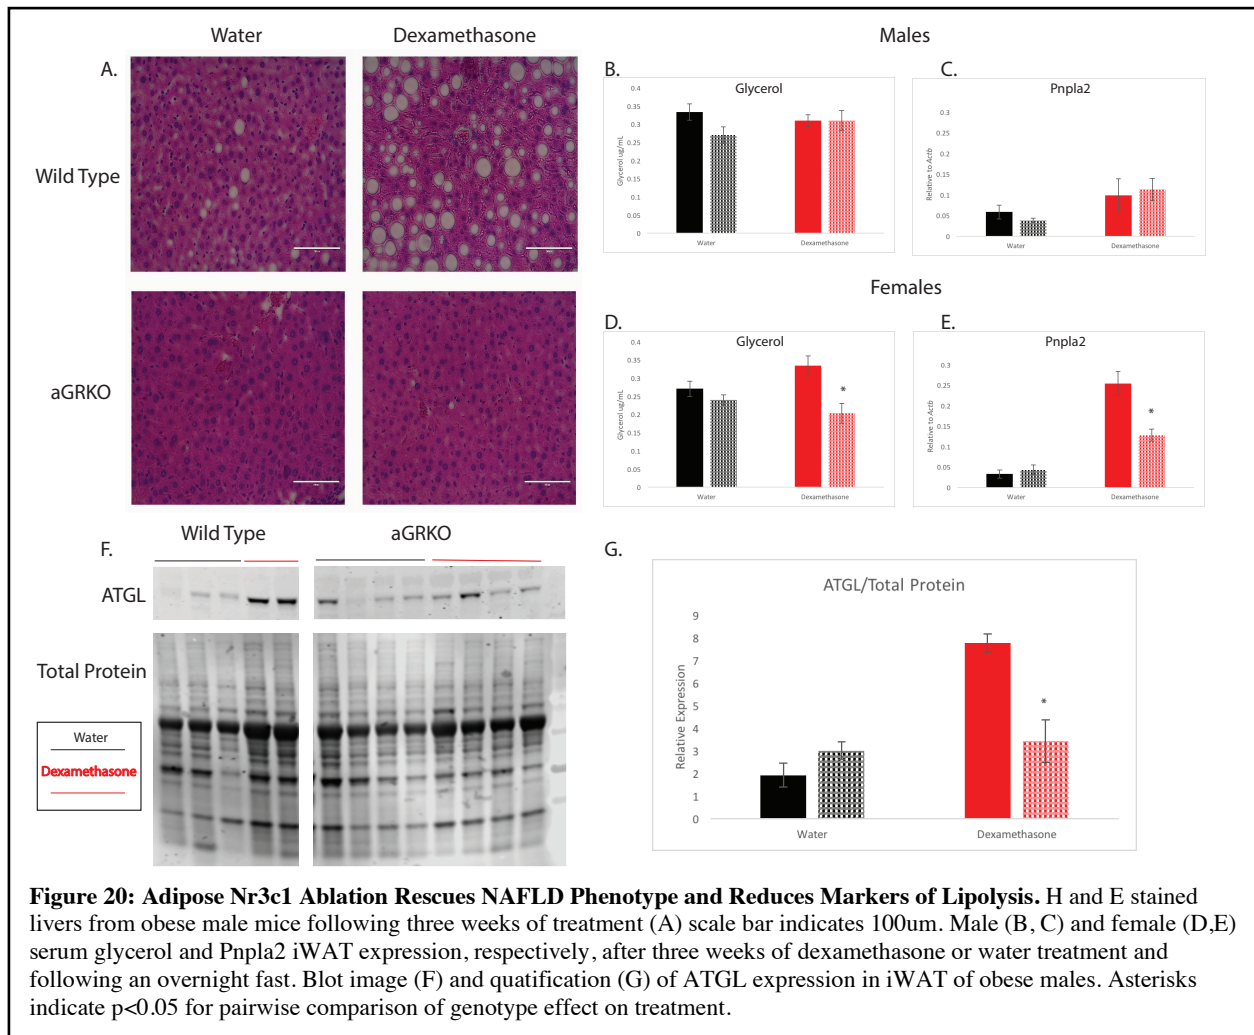 Water
Dexamethasone
Males
A.
B.
C.
Wild Type
aGRKO
Glycerol
Glycerol ug/mL
0.4
0.35
0.3
0.25
0.2
0.15
0.1
0.05
0
Water
Dexamethasone
Pnpla2
Relative to Actb
0.3
0.25
0.2
0.15
0.1
0.05
0
Water
Dexamethasone
Females
D.
E.
Glycerol
Glycerol ug/mL
0.4
0.35
0.3
0.25
0.2
0.15
0.1
0.05
0
*
Water
Dexamethasone
Pnpla2
Relative to Actb
0.3
0.25
0.2
0.15
0.1
0.05
0
*
Water
Dexamethasone
F.
Wild Type
aGRKO
ATGL
Total Protein
Water
Dexamethasone
G.
ATGL/Total Protein
Relative Expression
9
8
7
6
5
4
3
2
1
0
*
Water
Dexamethasone
Figure 20: Adipose Nr3c1 Ablation Rescues NAFLD Phenotype and Reduces Markers of Lipolysis. H and E stained
livers from obese male mice following three weeks of treatment (A) scale bar indicates 100um. Male (B, C) and female (D,E)
serum glycerol and Pnpla2 iWAT expression, respectively, after three weeks of dexamethasone or water treatment and
following an overnight fast. Blot image (F) and quatification (G) of ATGL expression in iWAT of obese males. Asterisks
indicate p<0.05 for pairwise comparison of genotype effect on treatment.